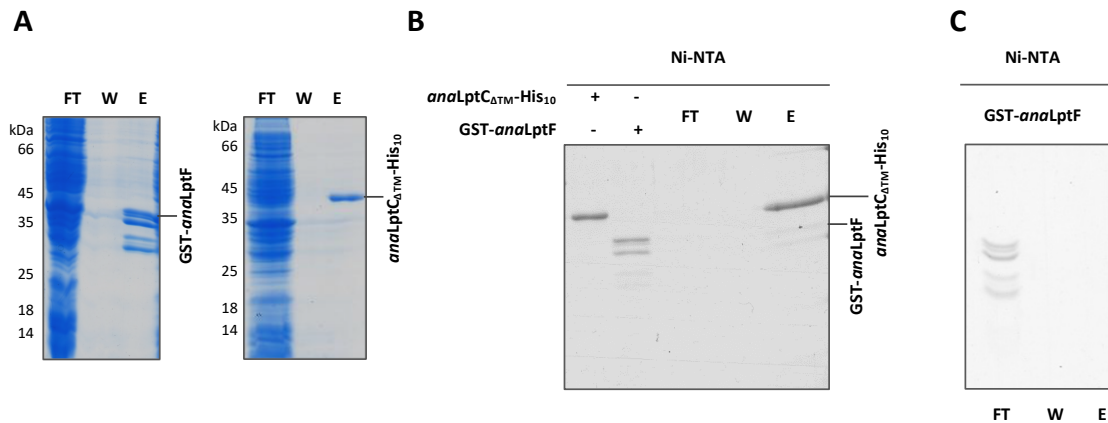 A
FT W E
kDa
66
45
35
25
18
14
GST-anaLptF
FT W E
kDa
66
45
35
25
18
14
anaLptCΔTM-His10
B
Ni-NTA
anaLptCΔTM-His10 + -
GST-anaLptF - +
FT W E
GST-anaLptF
anaLptCΔTM-His10
C
Ni-NTA
GST-anaLptF
FT W E